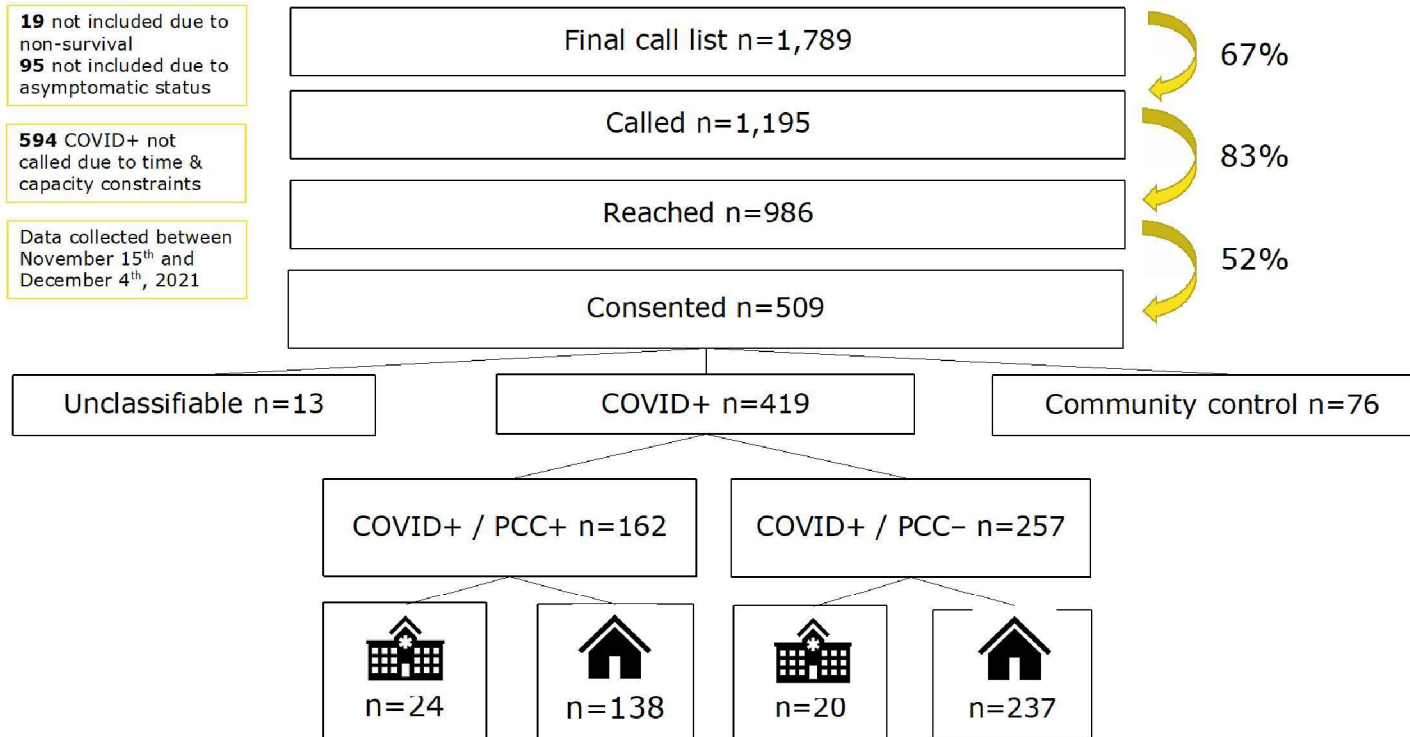 19 not included due to
non-survival
95 not included due to
asymptomatic status
594 COVID+ not
called due to time &
capacity constraints
Data collected between
November 15th and
December 4th, 2021
Final call list n=1,789
67%
Called n=1,195
83%
Reached n=986
52%
Consented n=509
Unclassifiable n=13
COVID+ n=419
Community control n=76
COVID+ / PCC+ n=162
COVID+ / PCC− n=257
n=24
n=138
n=20
n=237